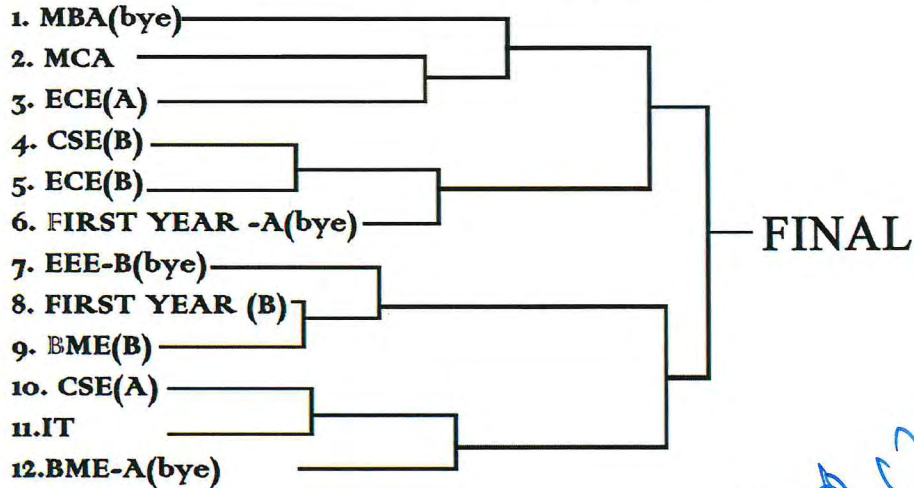 1. MBA(bye)
2. MCA
3. ECE(A)
4. CSE(B)
5. ECE(B)
6. FIRST YEAR -A(bye)
7. EEE-B(bye)
8. FIRST YEAR (B)
9. BME(B)
10. CSE(A)
11.IT
12.BME-A(bye)
FINAL